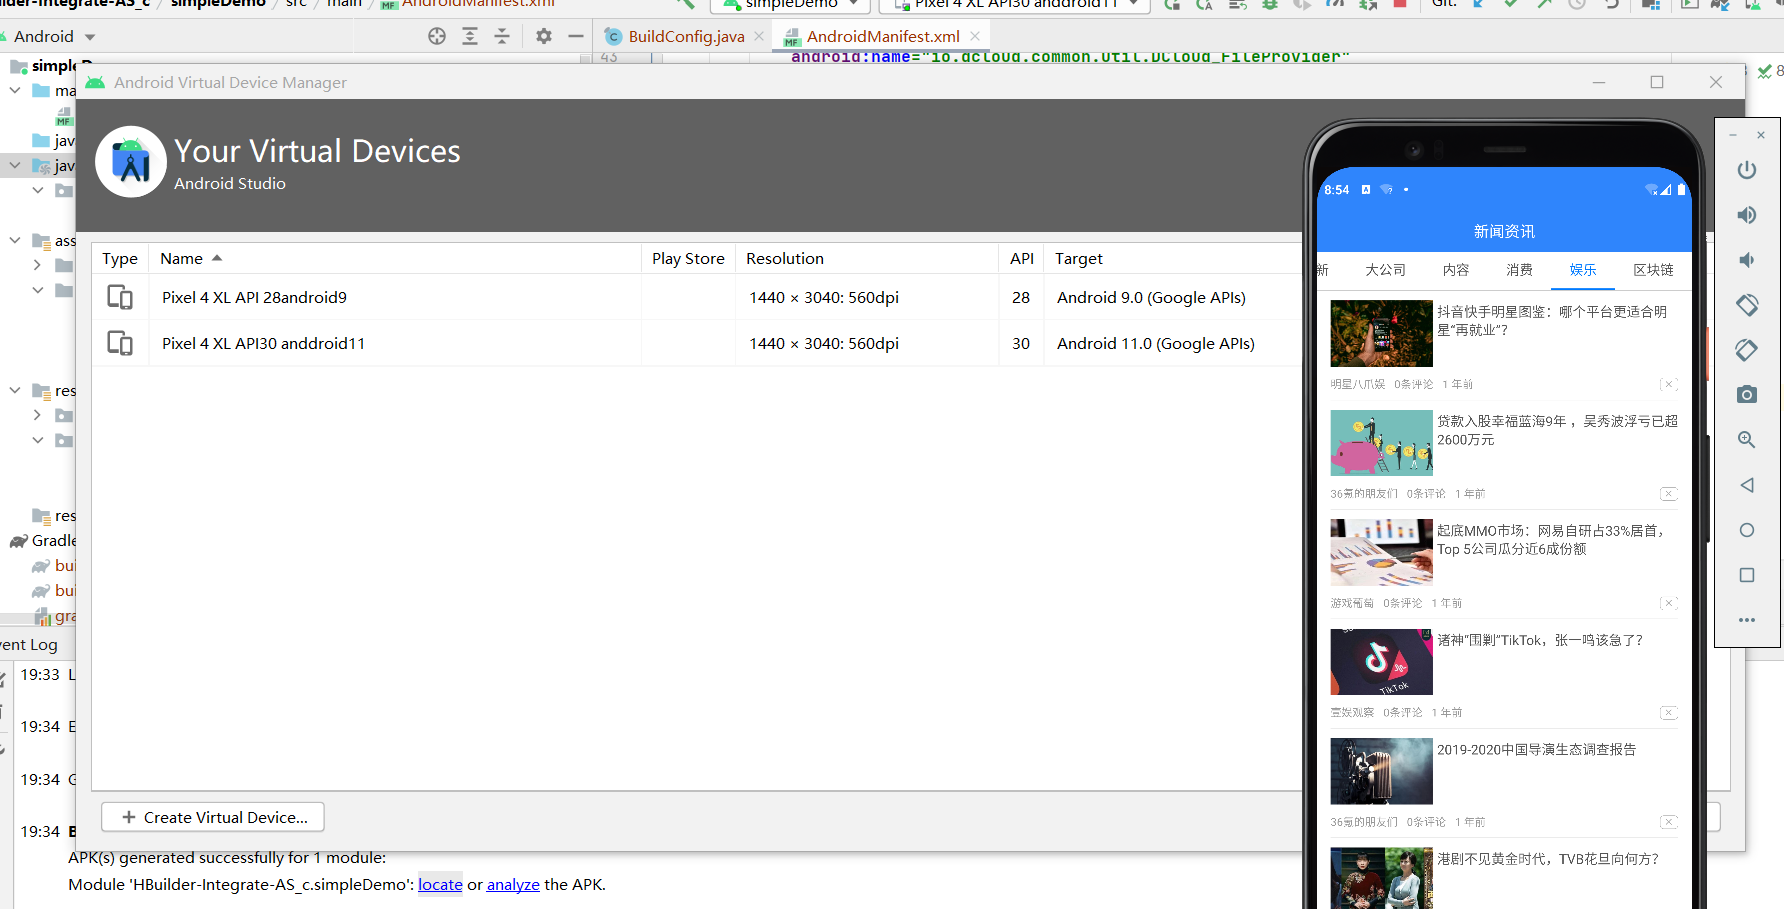 ilder-Integrate-AS_c / simpleDemo / src / main / AndroidManifest.xml
simpleDemo
Pixel 4 XL API30 anddroid11
Git:
Android
BuildConfig.java
AndroidManifest.xml
simpleD
43
android:name="io.dcloud.common.util.DCloud_FileProvider"
8
ma
jav
jav
ass
res
res
Gradle
bui
bui
gra
Android Virtual Device Manager
Your Virtual Devices
Android Studio
Type Name Play Store Resolution API Target
Pixel 4 XL API 28android9 1440 × 3040: 560dpi 28 Android 9.0 (Google APIs)
Pixel 4 XL API30 anddroid11 1440 × 3040: 560dpi 30 Android 11.0 (Google APIs)
+ Create Virtual Device...
8:54
新闻资讯
新 大公司 内容 消费 娱乐 区块链
抖音快手明星图鉴：哪个平台更适合明
星“再就业”？
明星八爪娱 0条评论 1 年前
贷款入股幸福蓝海9年 ，吴秀波浮亏已超
2600万元
36氪的朋友们 0条评论 1 年前
起底MMO市场：网易自研占33%居首，
Top 5公司瓜分近6成份额
游戏葡萄 0条评论 1 年前
诸神“围剿”TikTok，张一鸣该急了？
TikTok
壹娱观察 0条评论 1 年前
2019-2020中国导演生态调查报告
36氪的朋友们 0条评论 1 年前
港剧不见黄金时代，TVB花旦向何方？
vent Log
19:33 L
19:34 E
19:34 G
19:34 B
APK(s) generated successfully for 1 module:
Module 'HBuilder-Integrate-AS_c.simpleDemo': locate or analyze the APK.